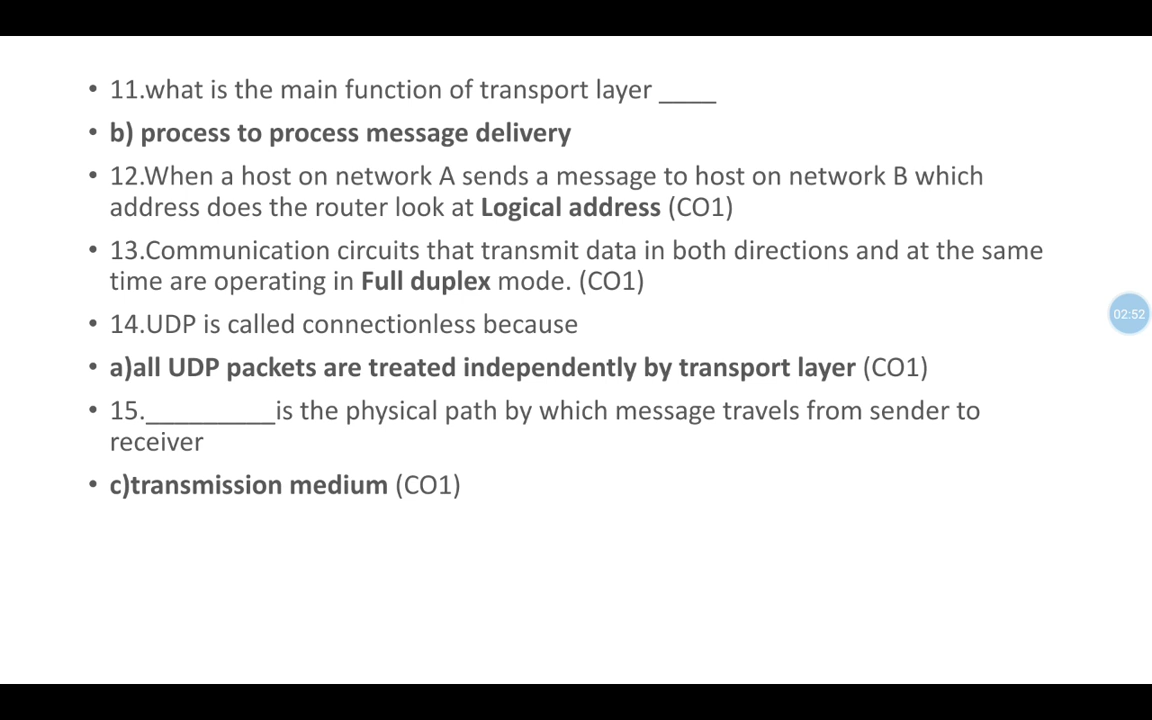 • 11.what is the main function of transport layer ____
• b) process to process message delivery
• 12.When a host on network A sends a message to host on network B which
address does the router look at Logical address (CO1)
• 13.Communication circuits that transmit data in both directions and at the same
time are operating in Full duplex mode. (CO1)
• 14.UDP is called connectionless because
• a)all UDP packets are treated independently by transport layer (CO1)
• 15._________is the physical path by which message travels from sender to
receiver
• c)transmission medium (CO1)
02:52